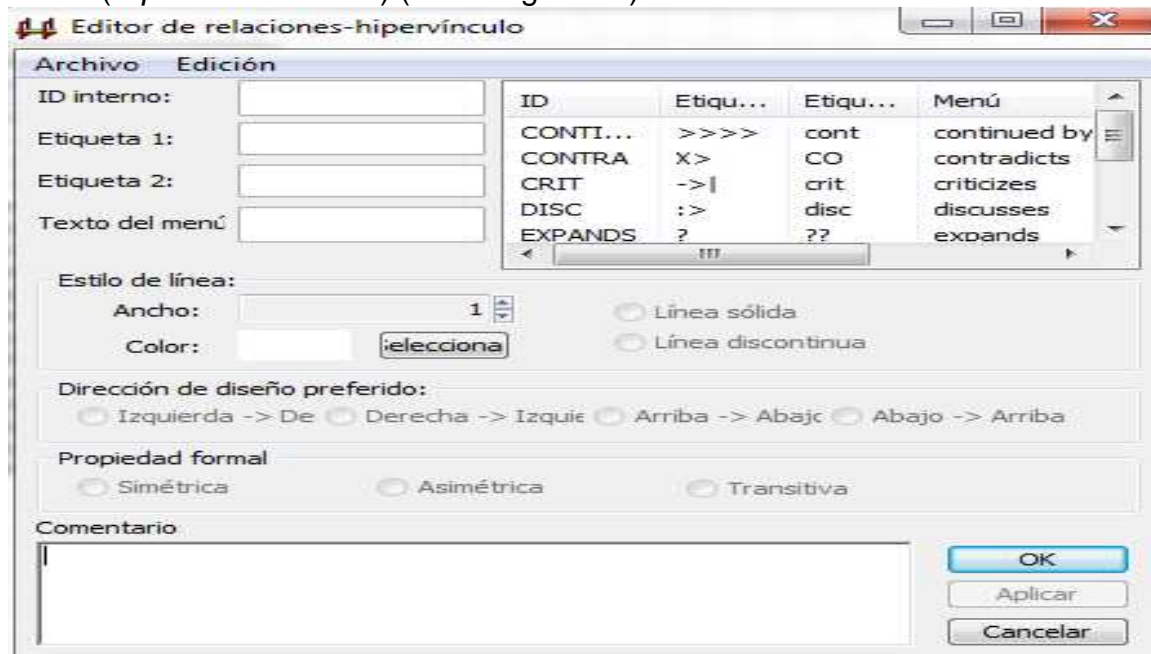 Editor de relaciones-hipervínculo
Archivo Edición
ID interno:
Etiqueta 1:
Etiqueta 2:
Texto del menú
ID Etiqu... Etiqu... Menú
CONTI... >>>> cont continued by
CONTRA X> CO contradicts
CRIT ->| crit criticizes
DISC :> disc discusses
EXPANDS ? ?? expands
Estilo de línea:
Ancho: 1
Línea sólida
Color: elecciona
Línea discontinua
Dirección de diseño preferido:
Izquierda -> De Derecha -> Izquie Arriba -> Abajo Abajo -> Arriba
Propiedad formal
Simétrica Asimétrica Transitiva
Comentario
OK
Aplicar
Cancelar